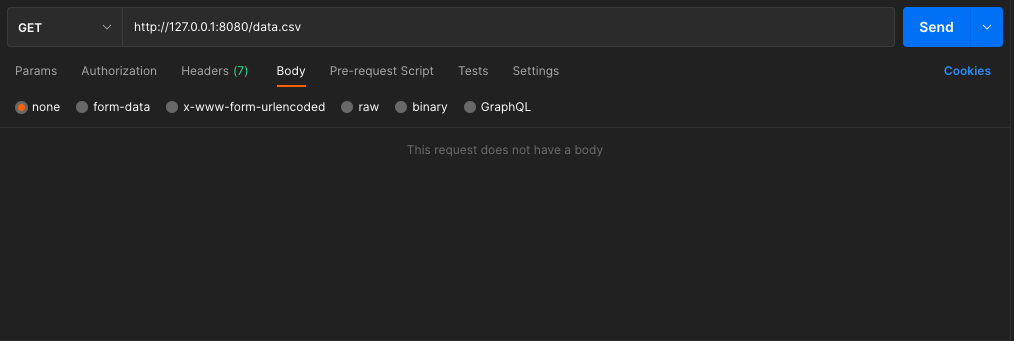 GET http://127.0.0.1:8080/data.csv Send
Params Authorization Headers (7) Body Pre-request Script Tests Settings Cookies
none form-data x-www-form-urlencoded raw binary GraphQL
This request does not have a body